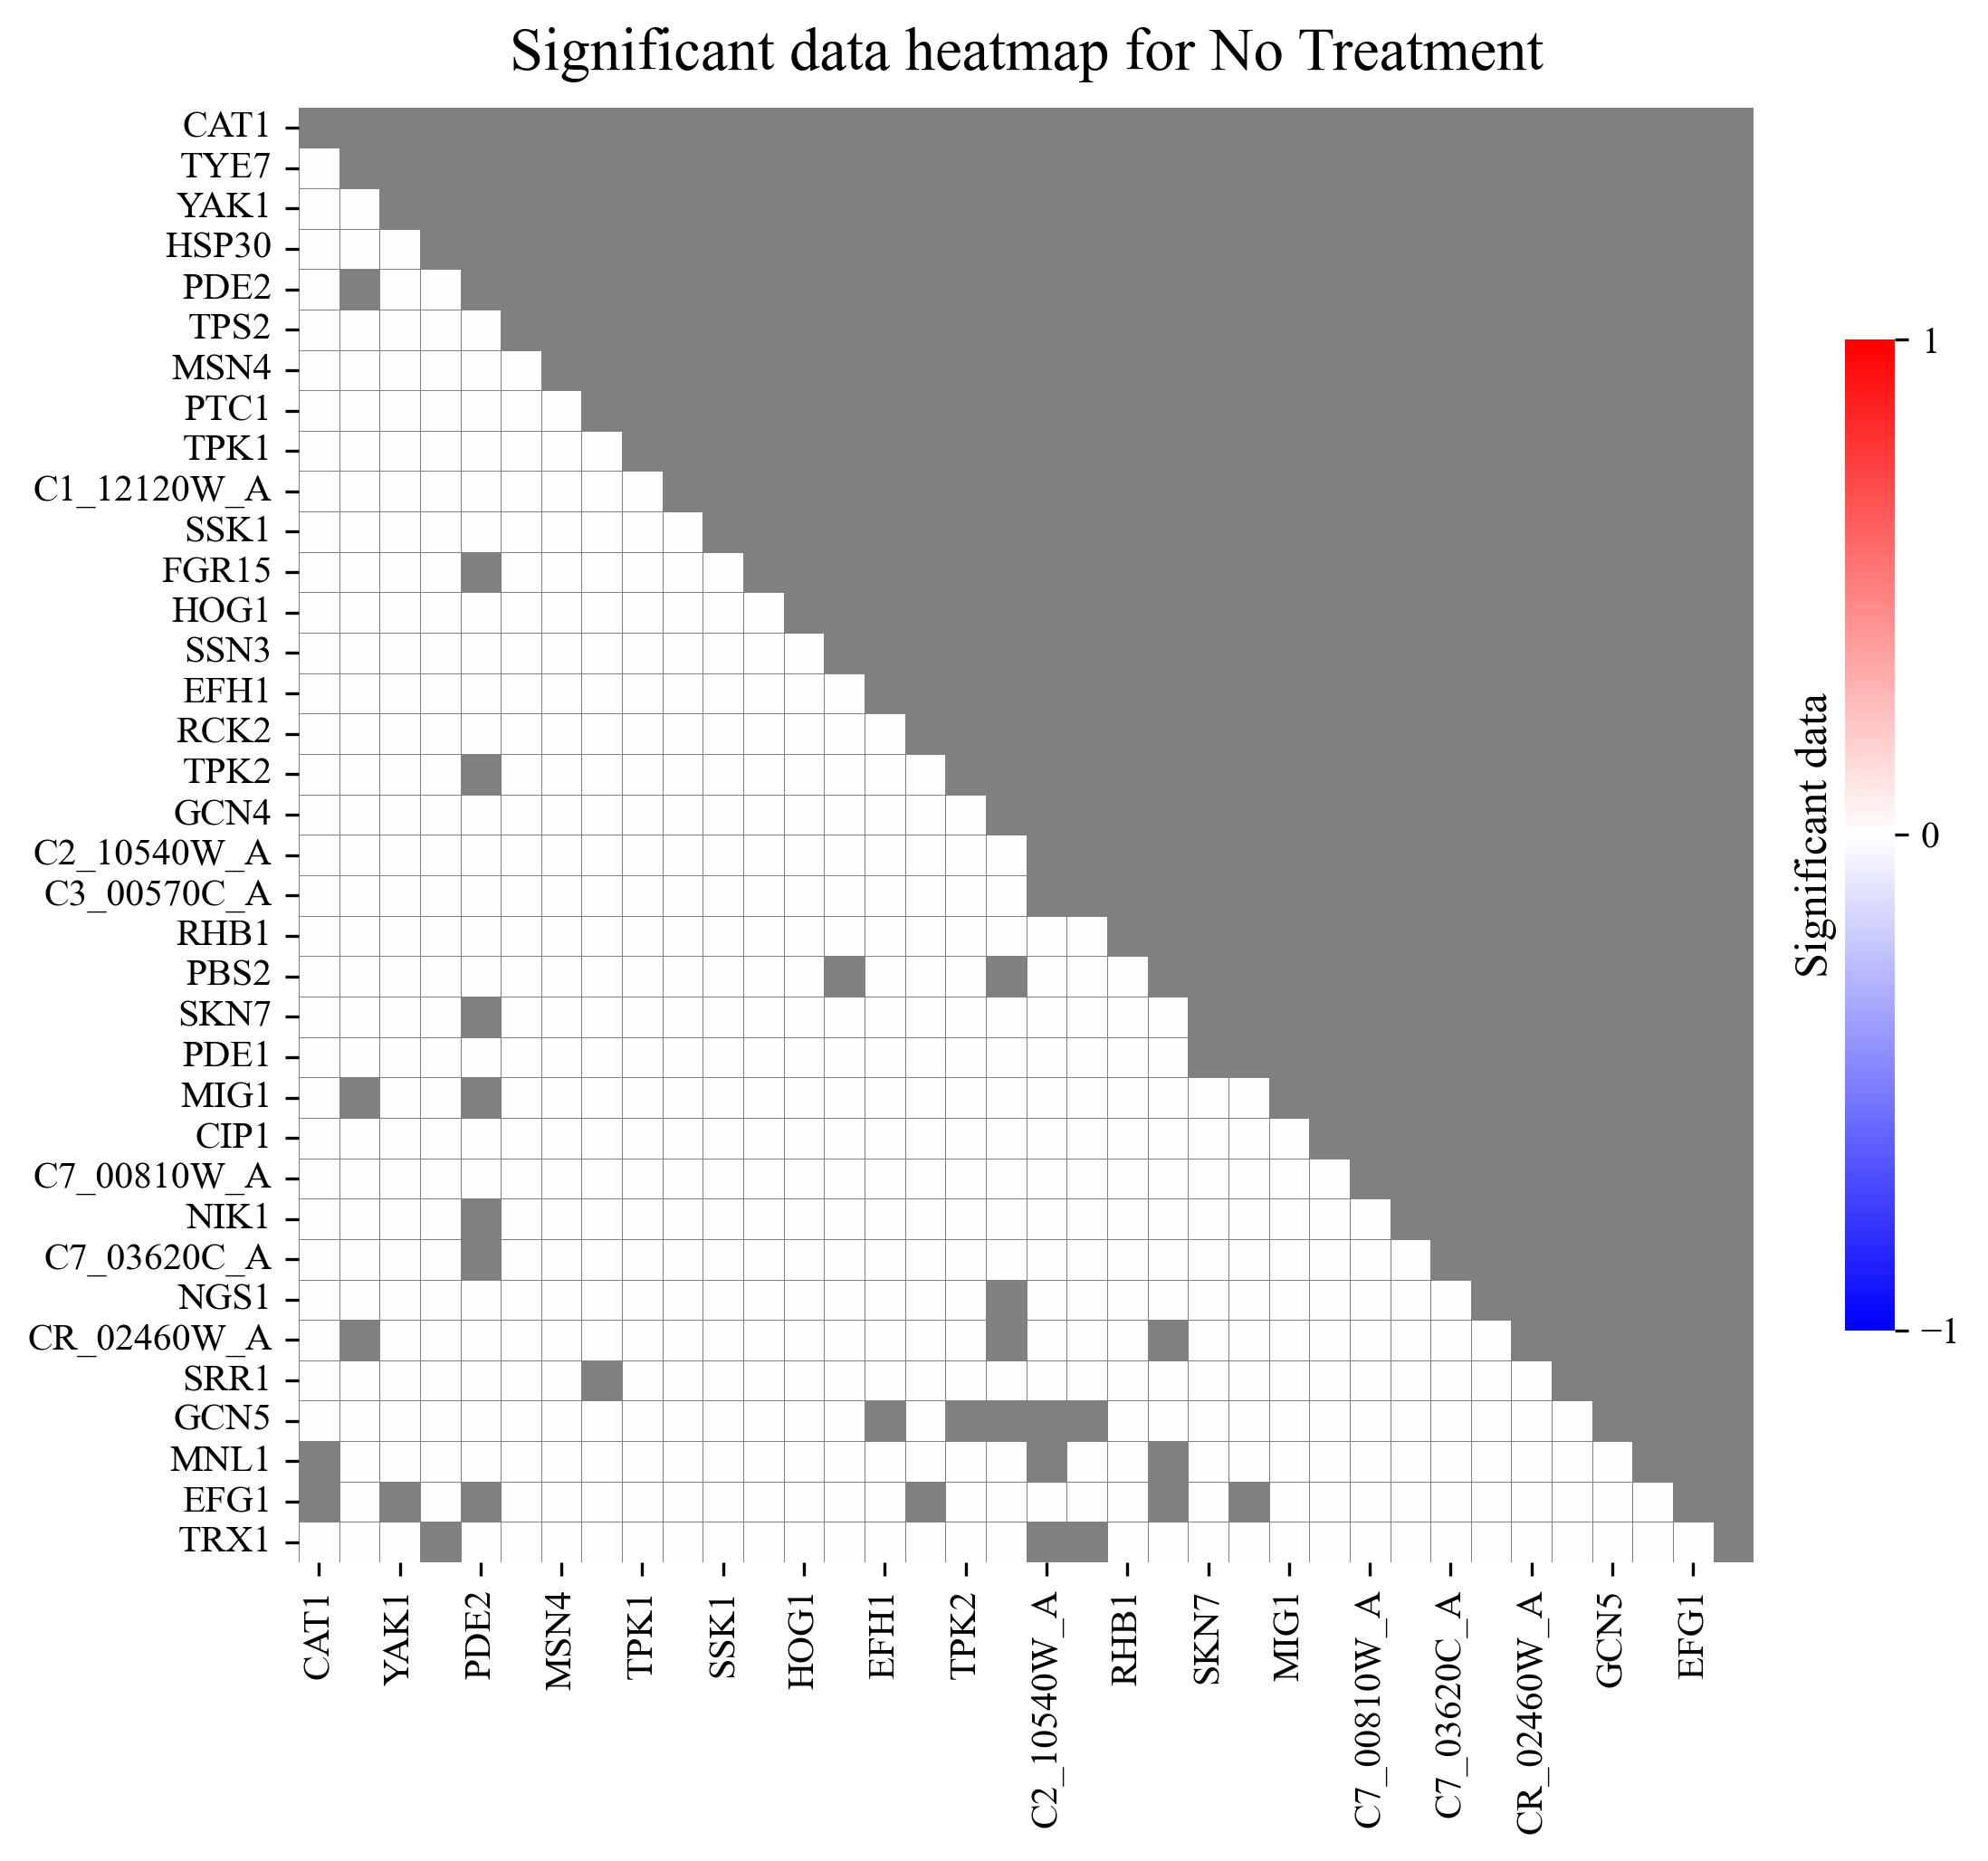 Significant data heatmap for No Treatment
CAT1
TYE7
YAK1
HSP30
PDE2
TPS2
MSN4
PTC1
TPK1
C1_12120W_A
SSK1
FGR15
HOG1
SSN3
EFH1
RCK2
TPK2
GCN4
C2_10540W_A
C3_00570C_A
RHB1
PBS2
SKN7
PDE1
MIG1
CIP1
C7_00810W_A
NIK1
C7_03620C_A
NGS1
CR_02460W_A
SRR1
GCN5
MNL1
EFG1
TRX1
CAT1
YAK1
PDE2
MSN4
TPK1
SSK1
HOG1
EFH1
TPK2
C2_10540W_A
RHB1
SKN7
MIG1
C7_00810W_A
C7_03620C_A
CR_02460W_A
GCN5
EFG1
Significant data
1
0
−1